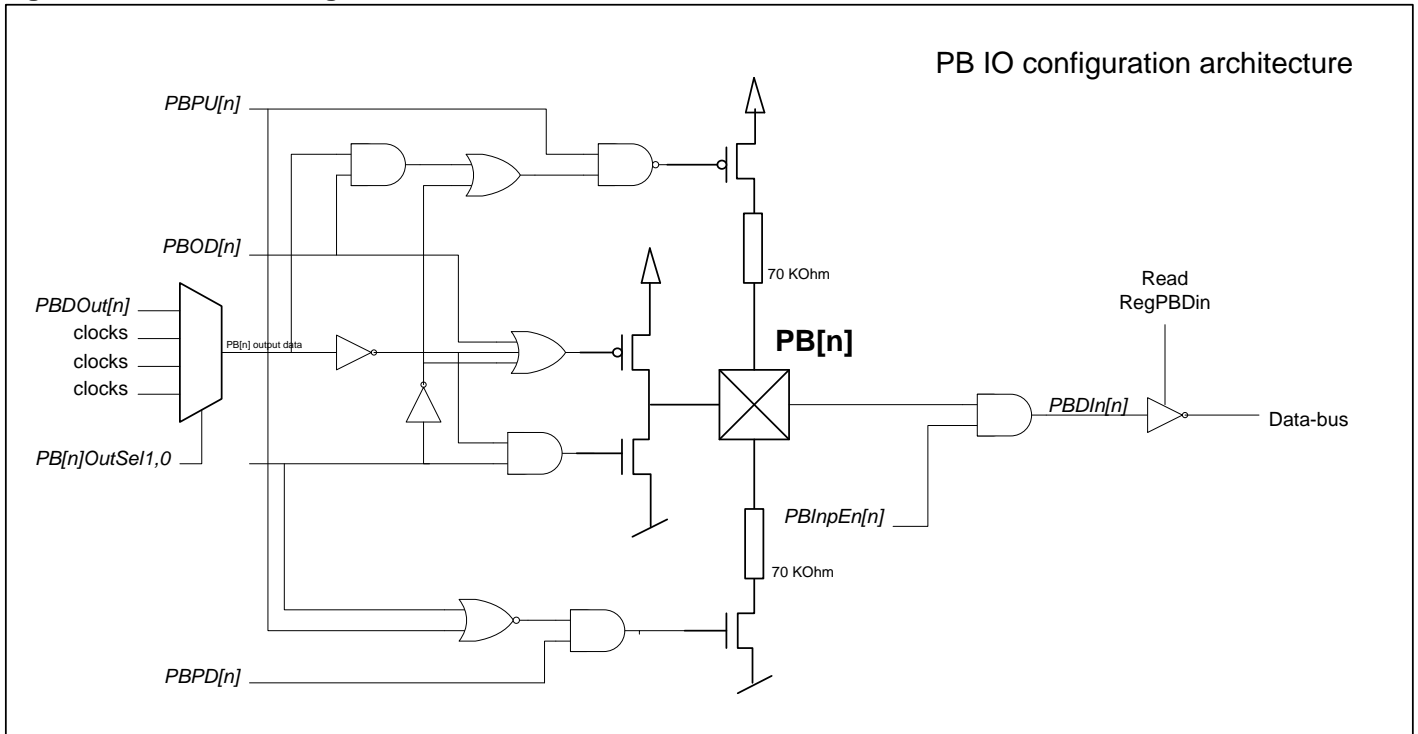 PB IO configuration architecture
PBPU[n]
PBOD[n]
70 KOhm
Read
RegPBDin
PBDOut[n]
clocks
clocks
clocks
PB[n] output data
PB[n]
PBDIn[n]
Data-bus
PB[n]OutSel1,0
PBInpEn[n]
70 KOhm
PBPD[n]